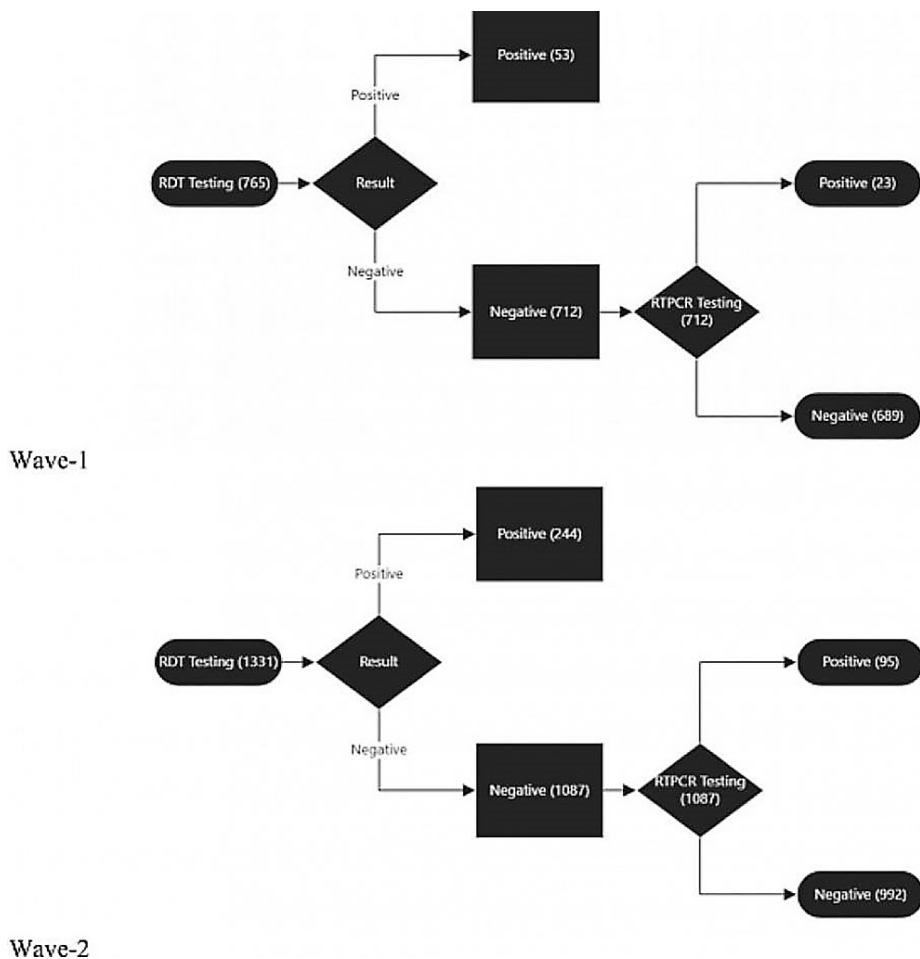 Positive (53)
Positive
RDT Testing (765)
Result
Positive (23)
Negative
Negative (712)
RTPCR Testing
(712)
Negative (689)
Wave-1
Positive (244)
Positive
RDT Testing (1331)
Result
Positive (95)
Negative
Negative (1087)
RTPCR Testing
(1087)
Negative (992)
Wave-2